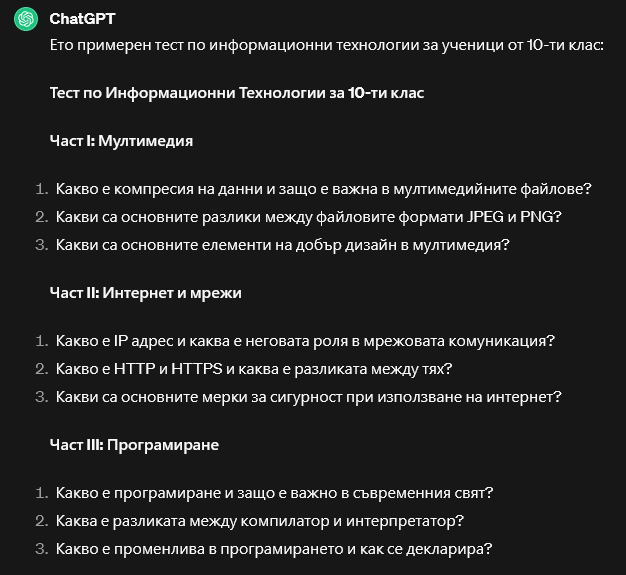 ChatGPT
Ето примерен тест по информационни технологии за ученици от 10-ти клас:
Тест по Информационни Технологии за 10-ти клас
Част I: Мултимедия
1. Какво е компресия на данни и защо е важна в мултимедийните файлове?
2. Какви са основните разлики между файловите формати JPEG и PNG?
3. Какви са основните елементи на добър дизайн в мултимедия?
Част II: Интернет и мрежи
1. Какво е IP адрес и каква е неговата роля в мрежовата комуникация?
2. Какво е HTTP и HTTPS и каква е разликата между тях?
3. Какви са основните мерки за сигурност при използване на интернет?
Част III: Програмиране
1. Какво е програмиране и защо е важно в съвременния свят?
2. Каква е разликата между компилатор и интерпретатор?
3. Какво е променлива в програмирането и как се декларира?